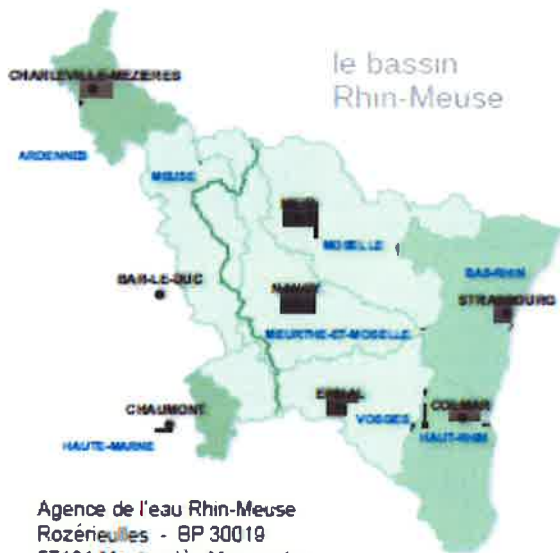 le bassin
Rhin-Meuse
CHARLEVILLE-MEZIERES
ARDENNES
MEUSE
MOSELLE
BAR-LE-DUC
BAS-RHIN
STRASBOURG
MEURTHE-ET-MOSELLE
CHAUMONT
VOSGES
COLMAR
HAUTE-MARNE
HAUT-RHIN
Agence de l'eau Rhin-Meuse
Rozérieulles - BP 30019